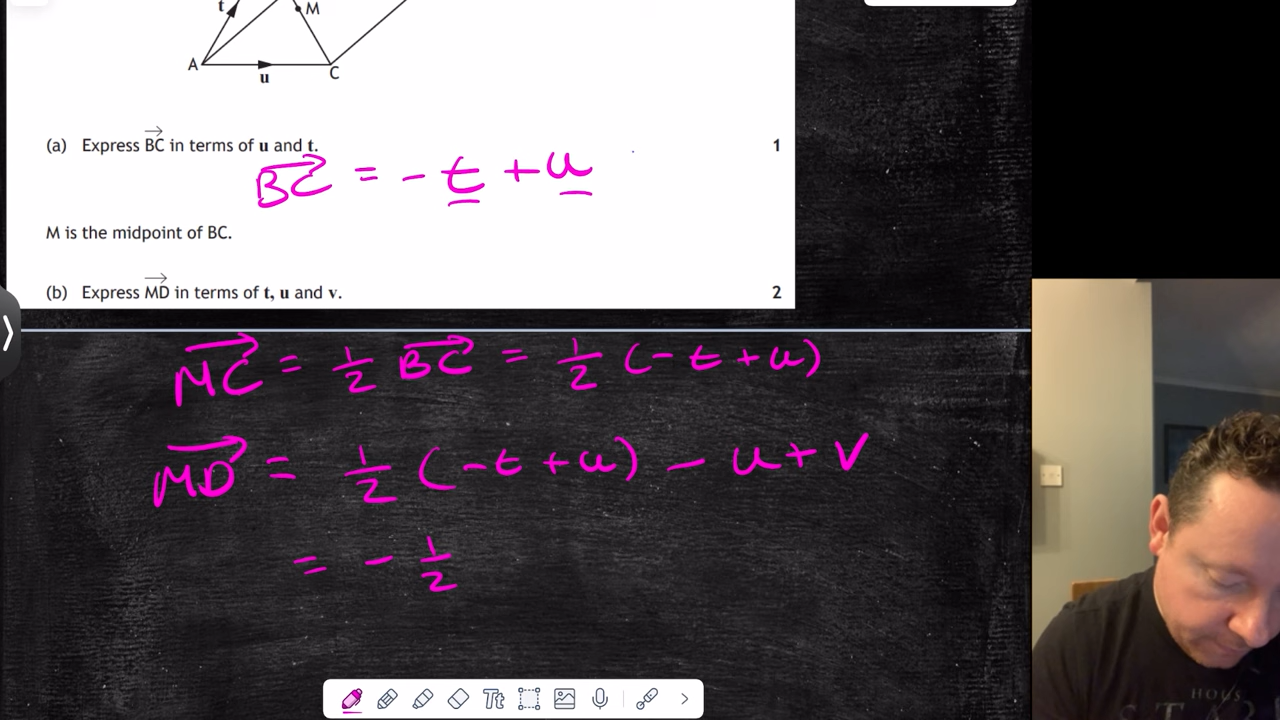 t
M
A
u
C
(a) Express BC in terms of u and t. 1
BC = - t + u
M is the midpoint of BC.
(b) Express MD in terms of t, u and v. 2
MC = 1/2 BC = 1/2 (-t + u)
MD = 1/2 (-t + u) - u + v
= - 1/2
Tt